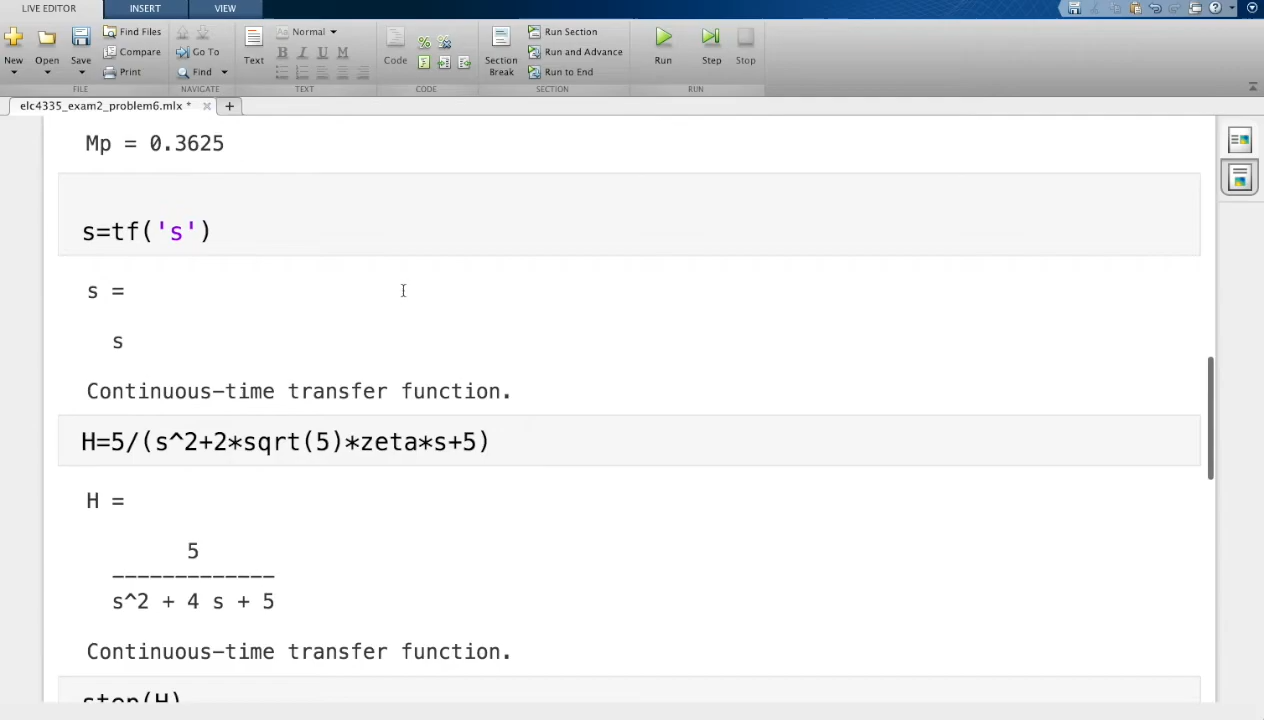 LIVE EDITOR
INSERT
VIEW
New
Open
Save
Find Files
Compare
Print
FILE
Go To
Find
NAVIGATE
Text
Normal
B I U M
TEXT
Code
CODE
Section
Break
Run Section
Run and Advance
Run to End
SECTION
Run
Step
Stop
RUN
elc4335_exam2_problem6.mlx *
Mp = 0.3625
s=tf('s')
s =
s
Continuous-time transfer function.
H=5/(s^2+2*sqrt(5)*zeta*s+5)
H =
5
-------------
s^2 + 4 s + 5
Continuous-time transfer function.
step(H)